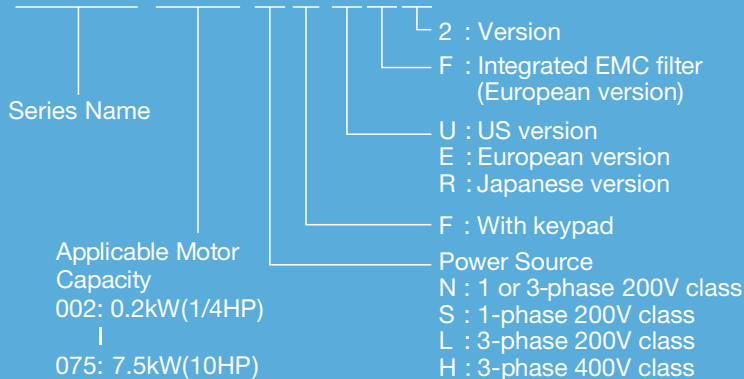 2 : Version
F : Integrated EMC filter
(European version)
Series Name
U : US version
E : European version
R : Japanese version
F : With keypad
Applicable Motor
Capacity
002: 0.2kW(1/4HP)
075: 7.5kW(10HP)
Power Source
N : 1 or 3-phase 200V class
S : 1-phase 200V class
L : 3-phase 200V class
H : 3-phase 400V class